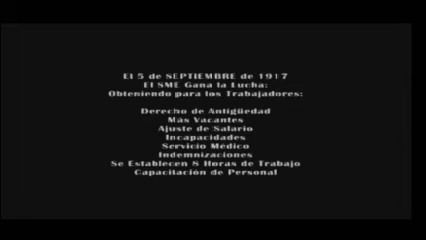 El 5 de SEPTIEMBRE de 1917
El SME Gana la Lucha:
Obteniendo para los Trabajadores:
Derecho de Antigüedad
Más Vacantes
Ajuste de Salario
Incapacidades
Servicio Médico
Indemnizaciones
Se Establecen 8 Horas de Trabajo
Capacitación de Personal